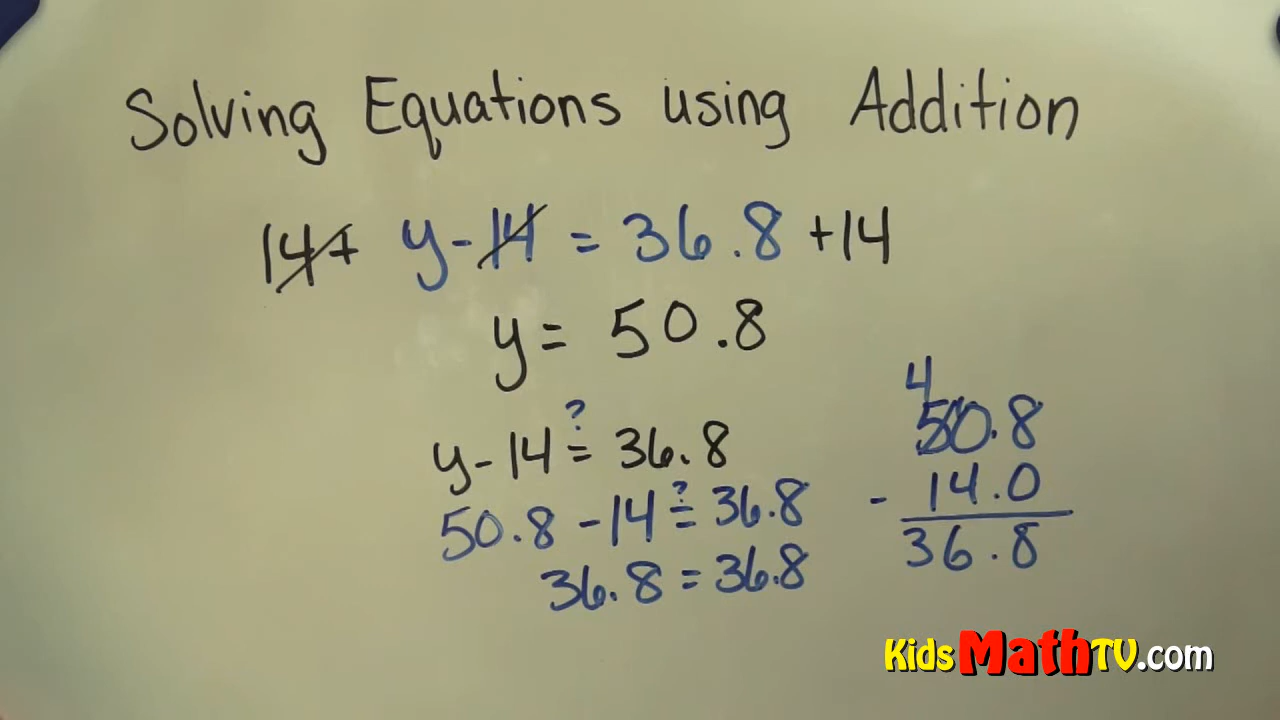 Solving Equations using Addition
14+ y-14 = 36.8 +14
y = 50.8
y-14 ?= 36.8
50.8 -14 ?= 36.8
36.8 = 36.8
4
50.8
- 14.0
36.8
KidsMathTV.com